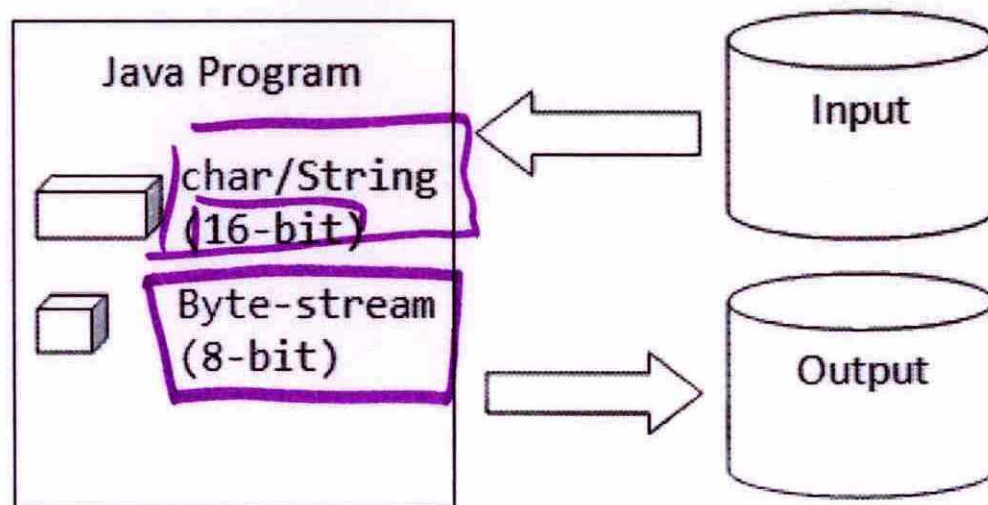 Java Program
char/String
(16-bit)
Byte-stream
(8-bit)
Input
Output